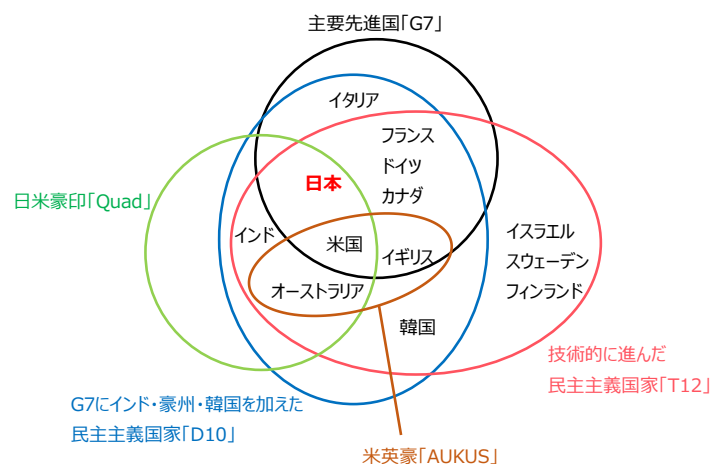 主要先進国「G7」
イタリア
フランス
ドイツ
日本
カナダ
日米豪印「Quad」
インド
米国
イギリス
イスラエル
スウェーデン
フィンランド
オーストラリア
韓国
技術的に進んだ
民主主義国家「T12」
G7にインド・豪州・韓国を加えた
民主主義国家「D10」
米英豪「AUKUS」